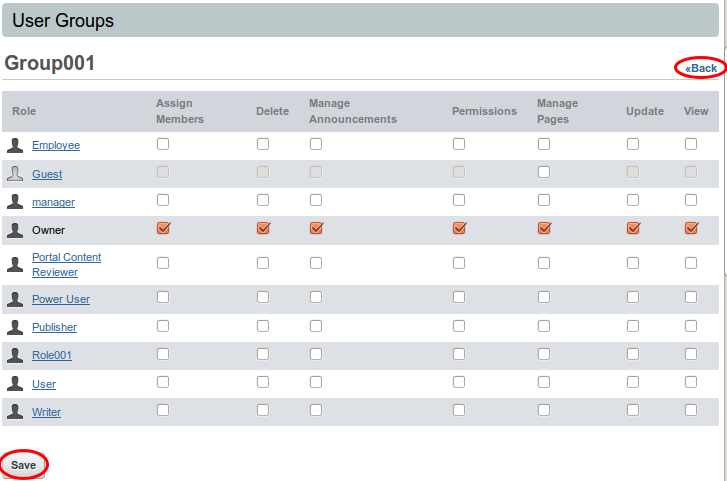 User Groups
Group001
«Back
Role Assign Members Delete Manage Announcements Permissions Manage Pages Update View
Employee
Guest
manager
Owner
Portal Content
Reviewer
Power User
Publisher
Role001
User
Writer
Save